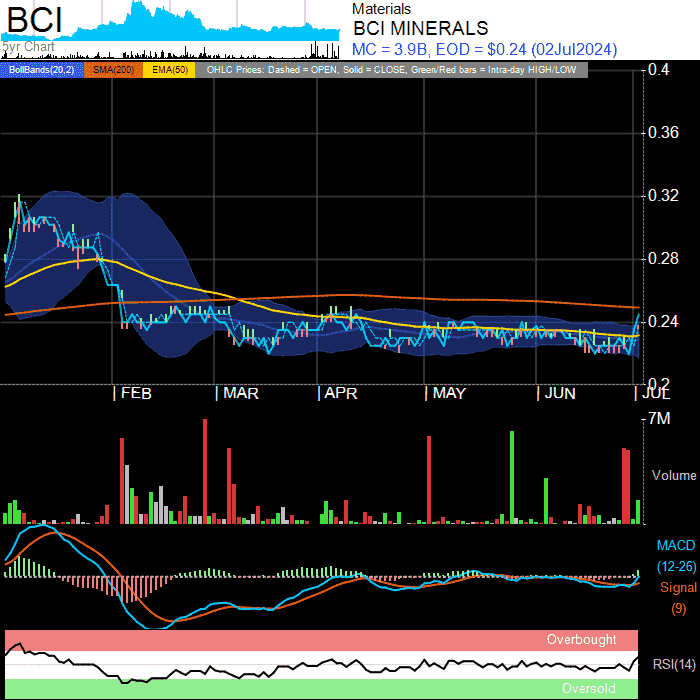 BCI
5yr Chart
Materials
BCI MINERALS
MC = 3.9B, EOD = $0.24 (02Jul2024)
BollBands(20,2) SMA(200) EMA(50) OHLC Prices: Dashed = OPEN, Solid = CLOSE, Green/Red bars = Intra-day HIGH/LOW
0.4
0.36
0.32
0.28
0.24
0.2
FEB MAR APR MAY JUN JUL
7M
Volume
MACD
(12-26)
Signal
(9)
Overbought
RSI(14)
Oversold